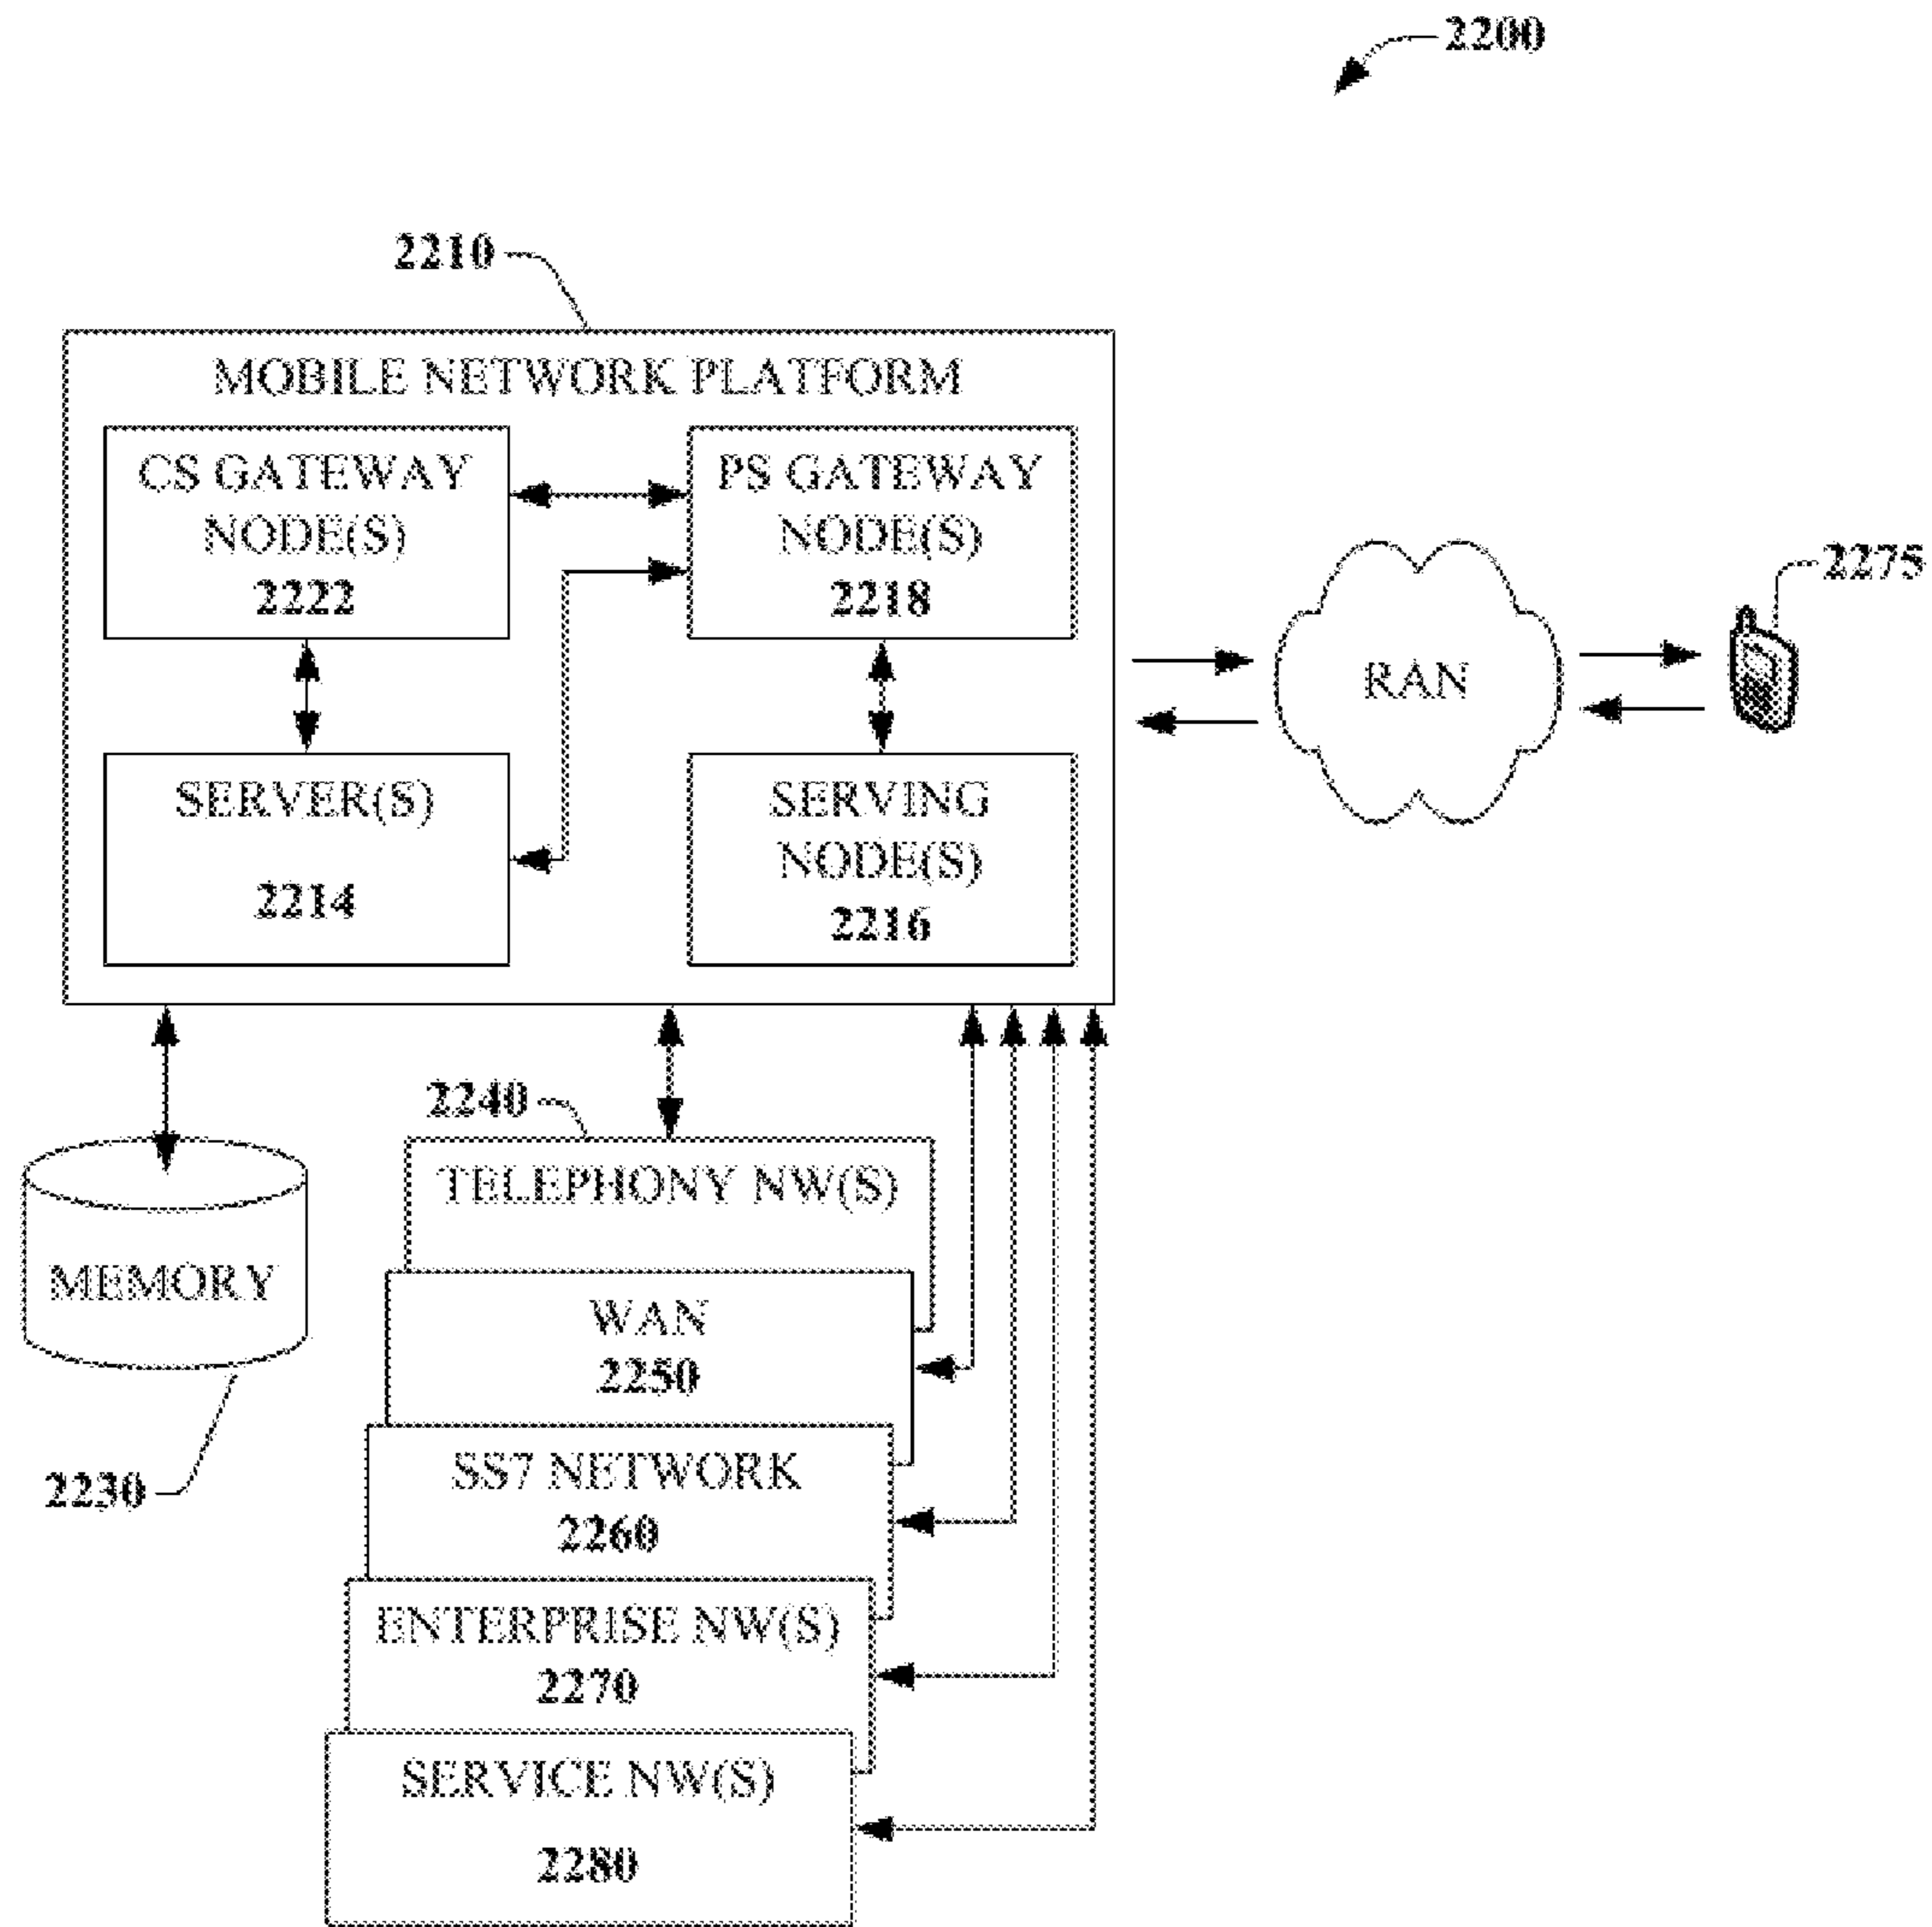 2200
2210
MOBILE NETWORK PLATFORM
CS GATEWAY
NODE(S)
2222
PS GATEWAY
NODE(S)
2218
SERVER(S)
2214
SERVING
NODE(S)
2216
RAN
2275
2240
TELEPHONY NW(S)
MEMORY
2230
WAN
2250
SS7 NETWORK
2260
ENTERPRISE NW(S)
2270
SERVICE NW(S)
2280